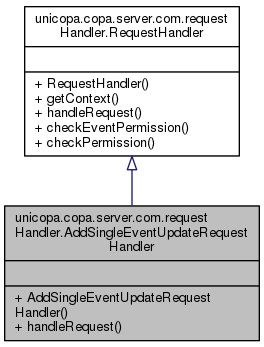 unicopa.copa.server.com.request
Handler.RequestHandler
+ RequestHandler()
+ getContext()
+ handleRequest()
+ checkEventPermission()
+ checkPermission()
unicopa.copa.server.com.request
Handler.AddSingleEventUpdateRequest
Handler
+ AddSingleEventUpdateRequest
Handler()
+ handleRequest()